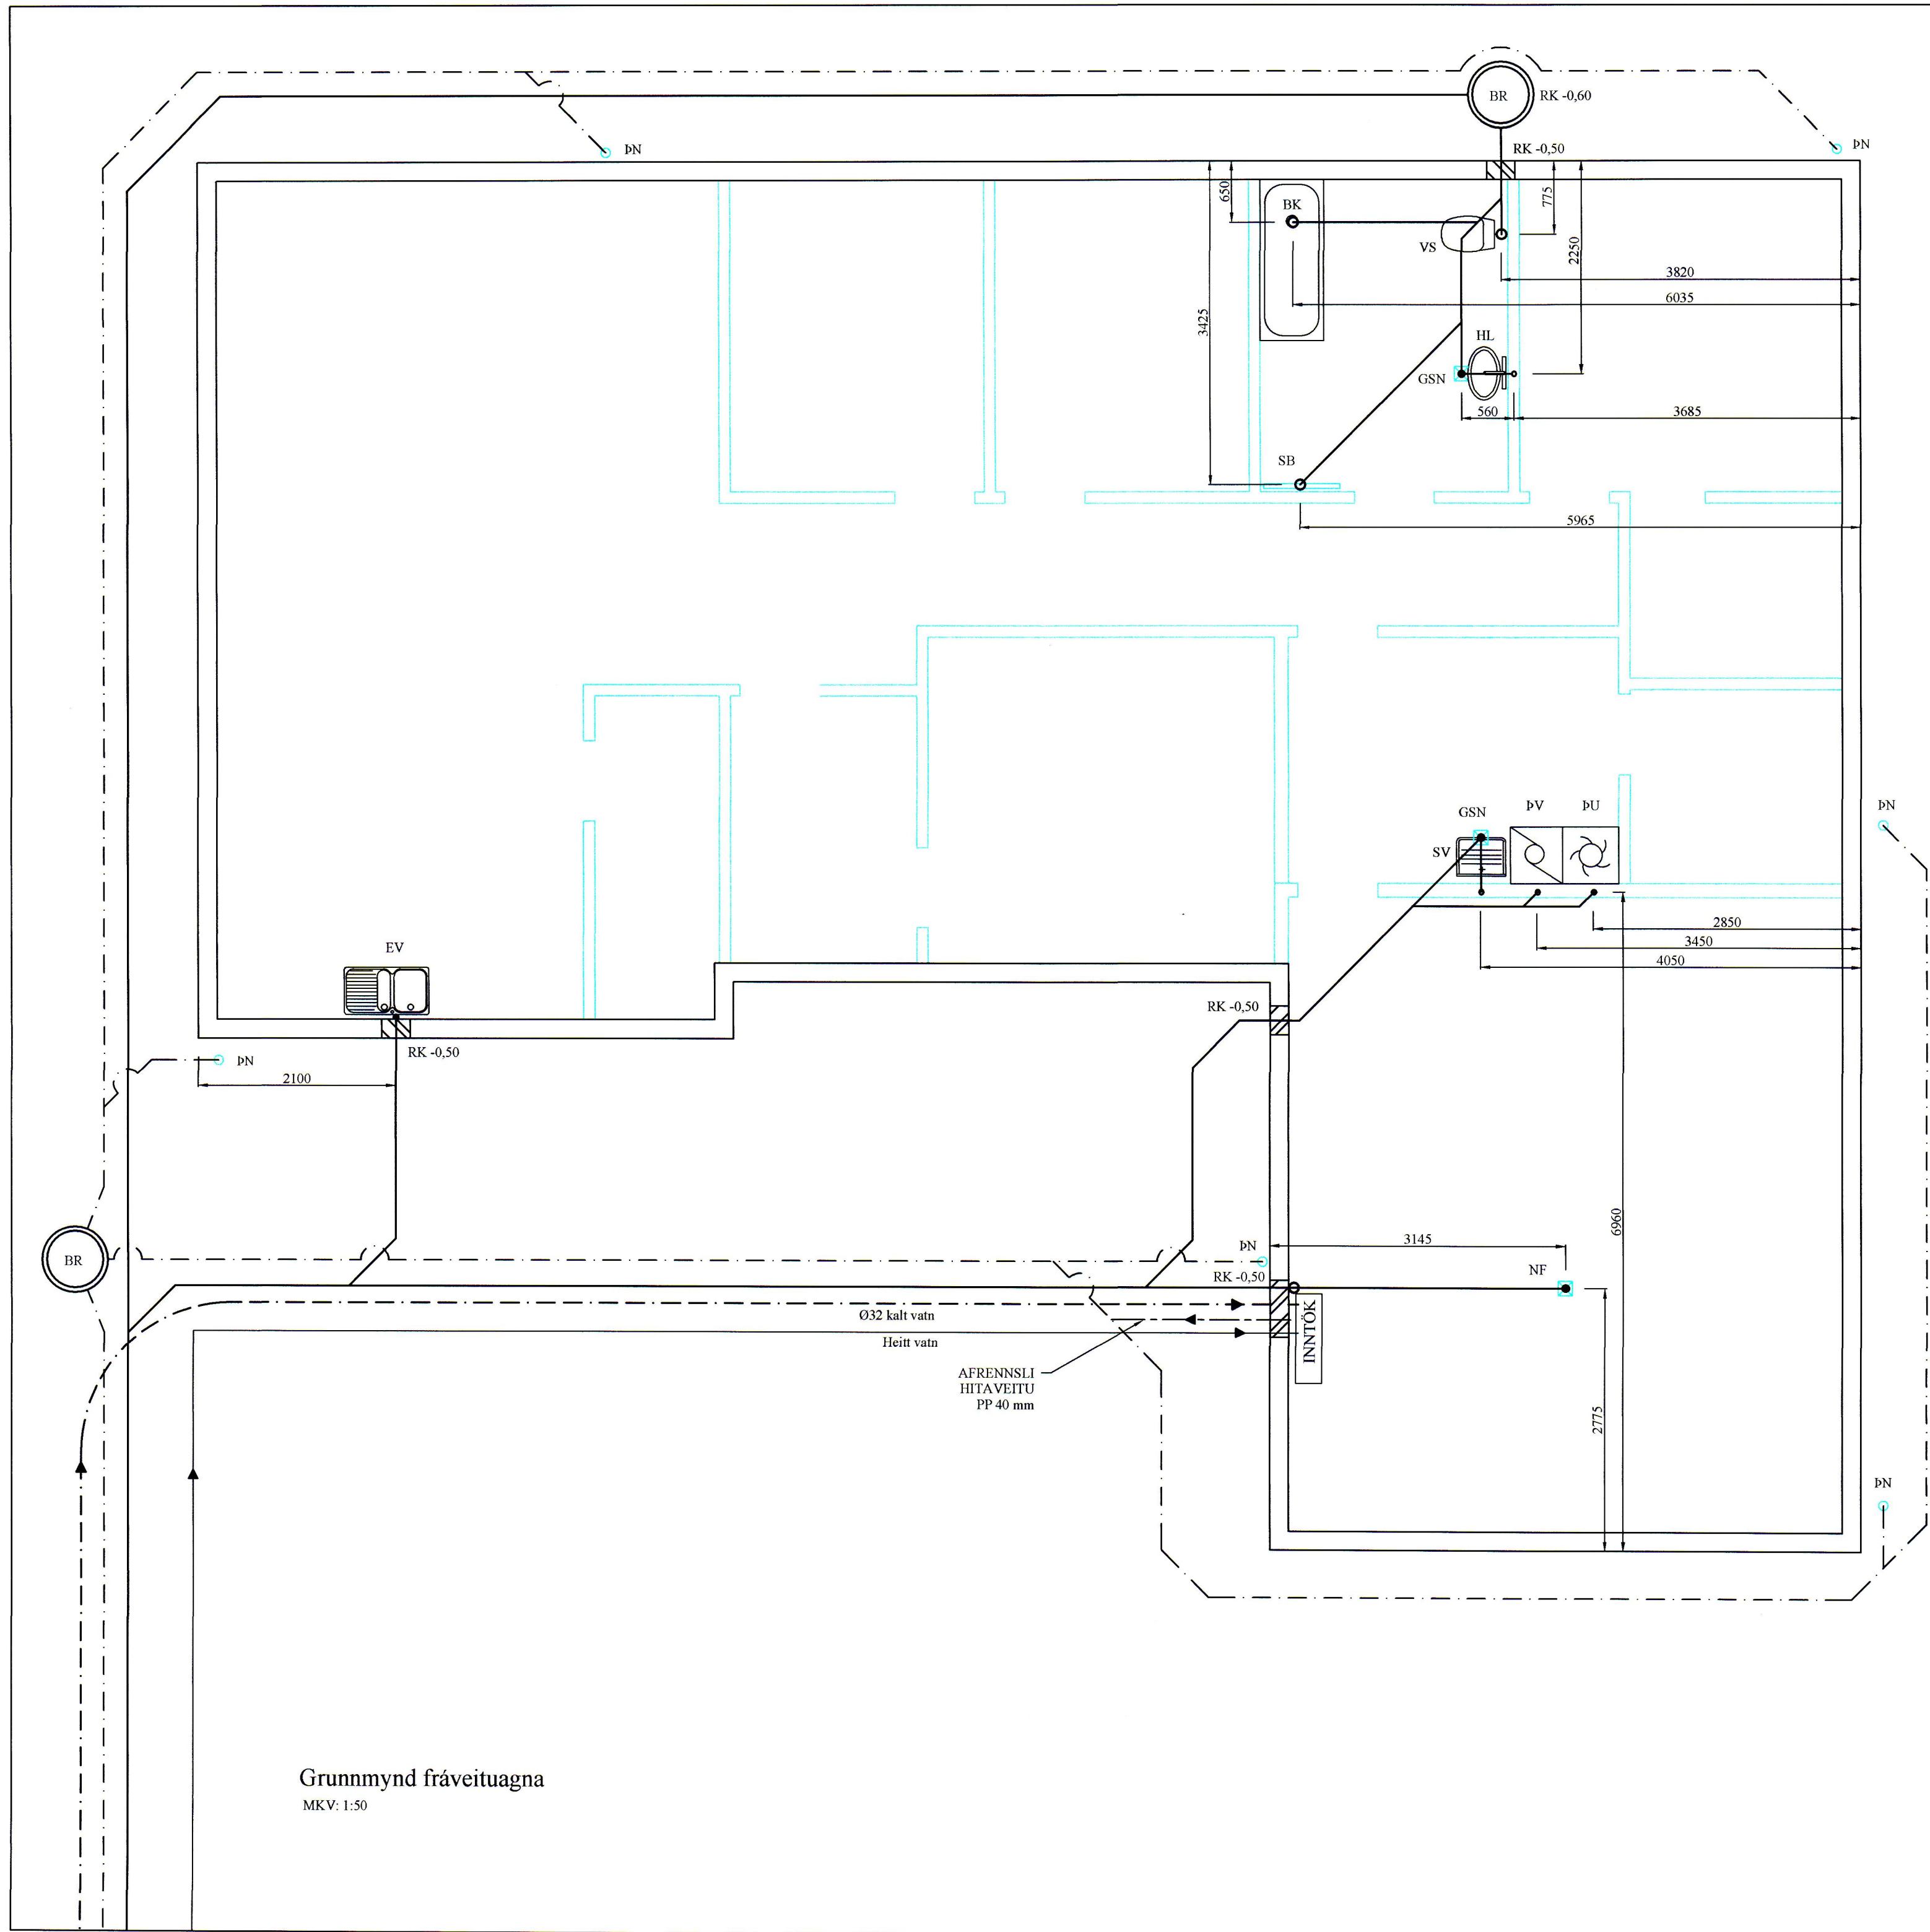 BR
RK -0,60
ÞN
ÞN
RK -0,50
650
BK
775
VS
2250
3820
6035
3425
HL
GSN
560
3685
SB
5965
GSN
ÞV
ÞU
ÞN
SV
2850
3450
4050
EV
RK -0,50
RK -0,50
ÞN
2100
6960
3145
ÞN
BR
NF
RK -0,50
Ø32 kalt vatn
Heitt vatn
INNTÖK
AFRENNSLI
HITAVEITU
PP 40 mm
2775
ÞN
Grunnmynd fráveituagna
MKV: 1:50